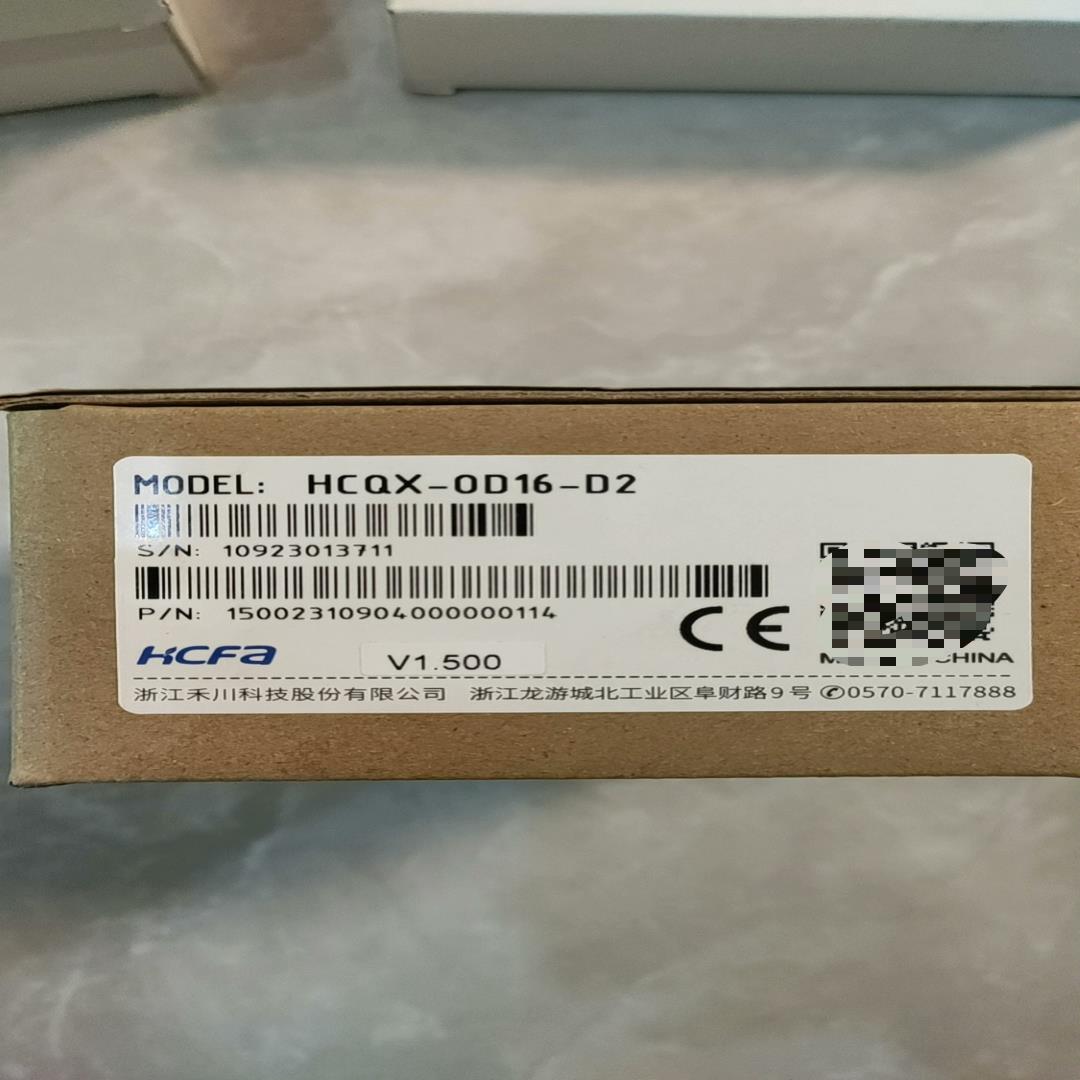 MODEL: HCQX-OD16-D2
S/N: 10923013711
P/N: 15002310904000000114
CE
HCFA
V1.500
CHINA
浙江禾川科技股份有限公司 浙江龙游城北工业区阜财路9号 ✆0570-7117888